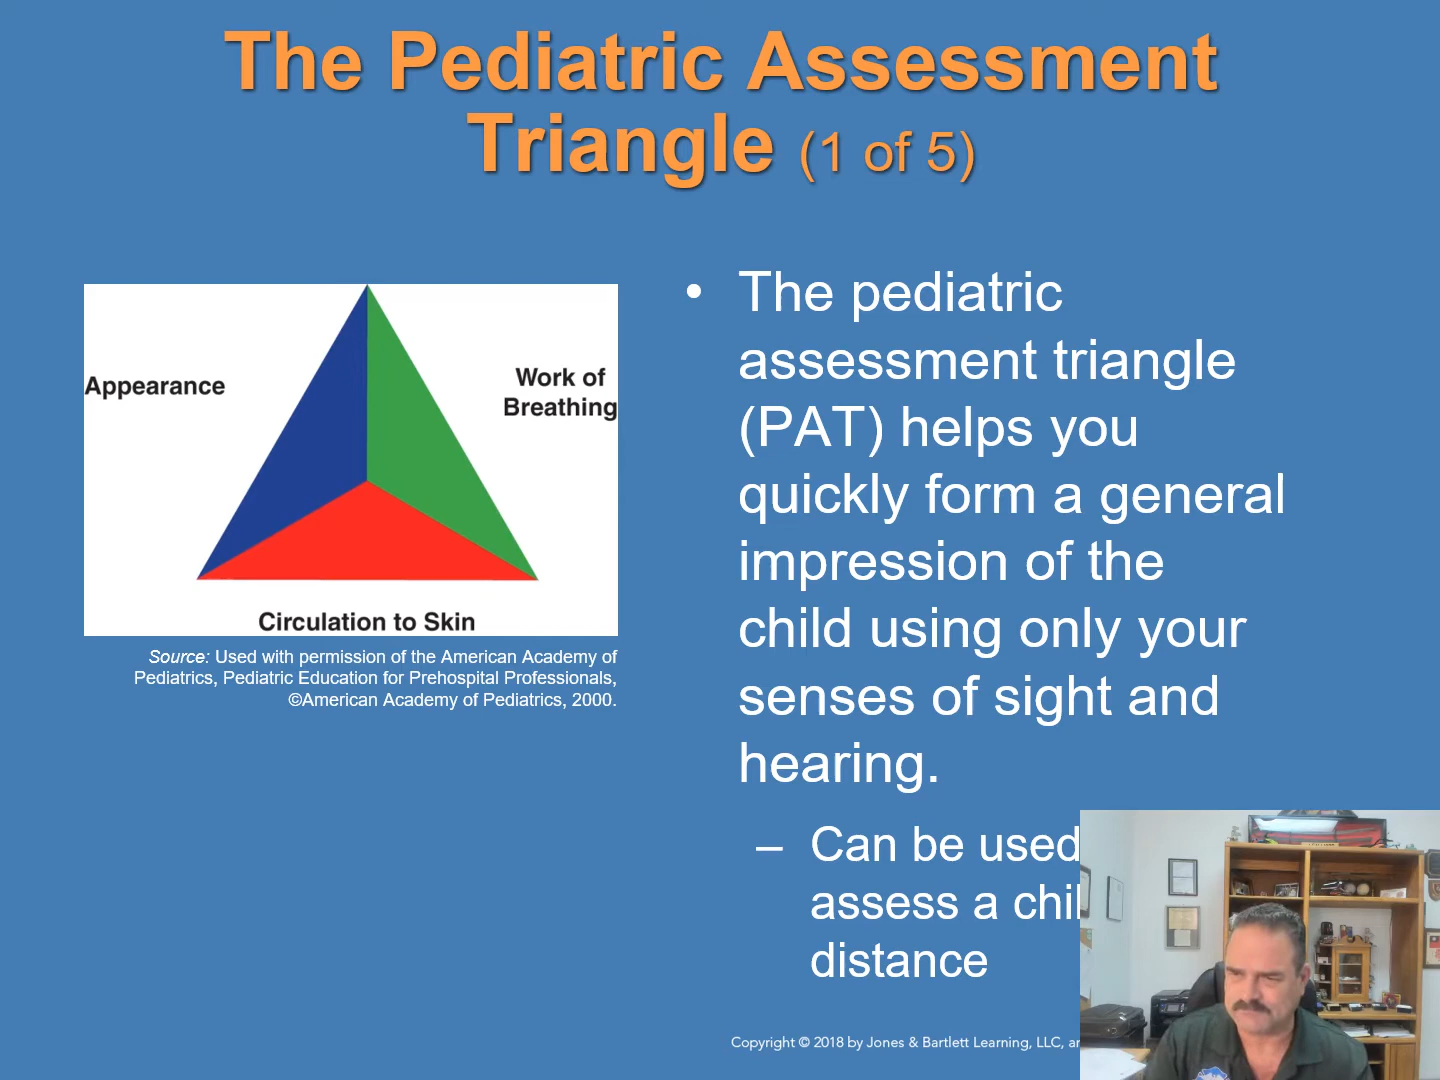 The Pediatric Assessment
Triangle (1 of 5)
Appearance
Work of
Breathing
Circulation to Skin
Source: Used with permission of the American Academy of
Pediatrics, Pediatric Education for Prehospital Professionals,
©American Academy of Pediatrics, 2000.
• The pediatric
assessment triangle
(PAT) helps you
quickly form a general
impression of the
child using only your
senses of sight and
hearing.
– Can be used
assess a
distance
Copyright © 2018 by Jones & Bartlett Learning, LLC,